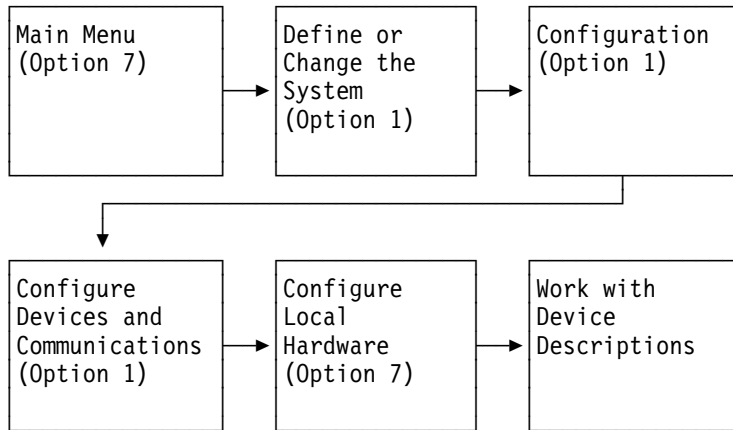 Main Menu
(Option 7)
Define or
Change the
System
(Option 1)
Configuration
(Option 1)
Configure
Devices and
Communications
(Option 1)
Configure
Local
Hardware
(Option 7)
Work with
Device
Descriptions